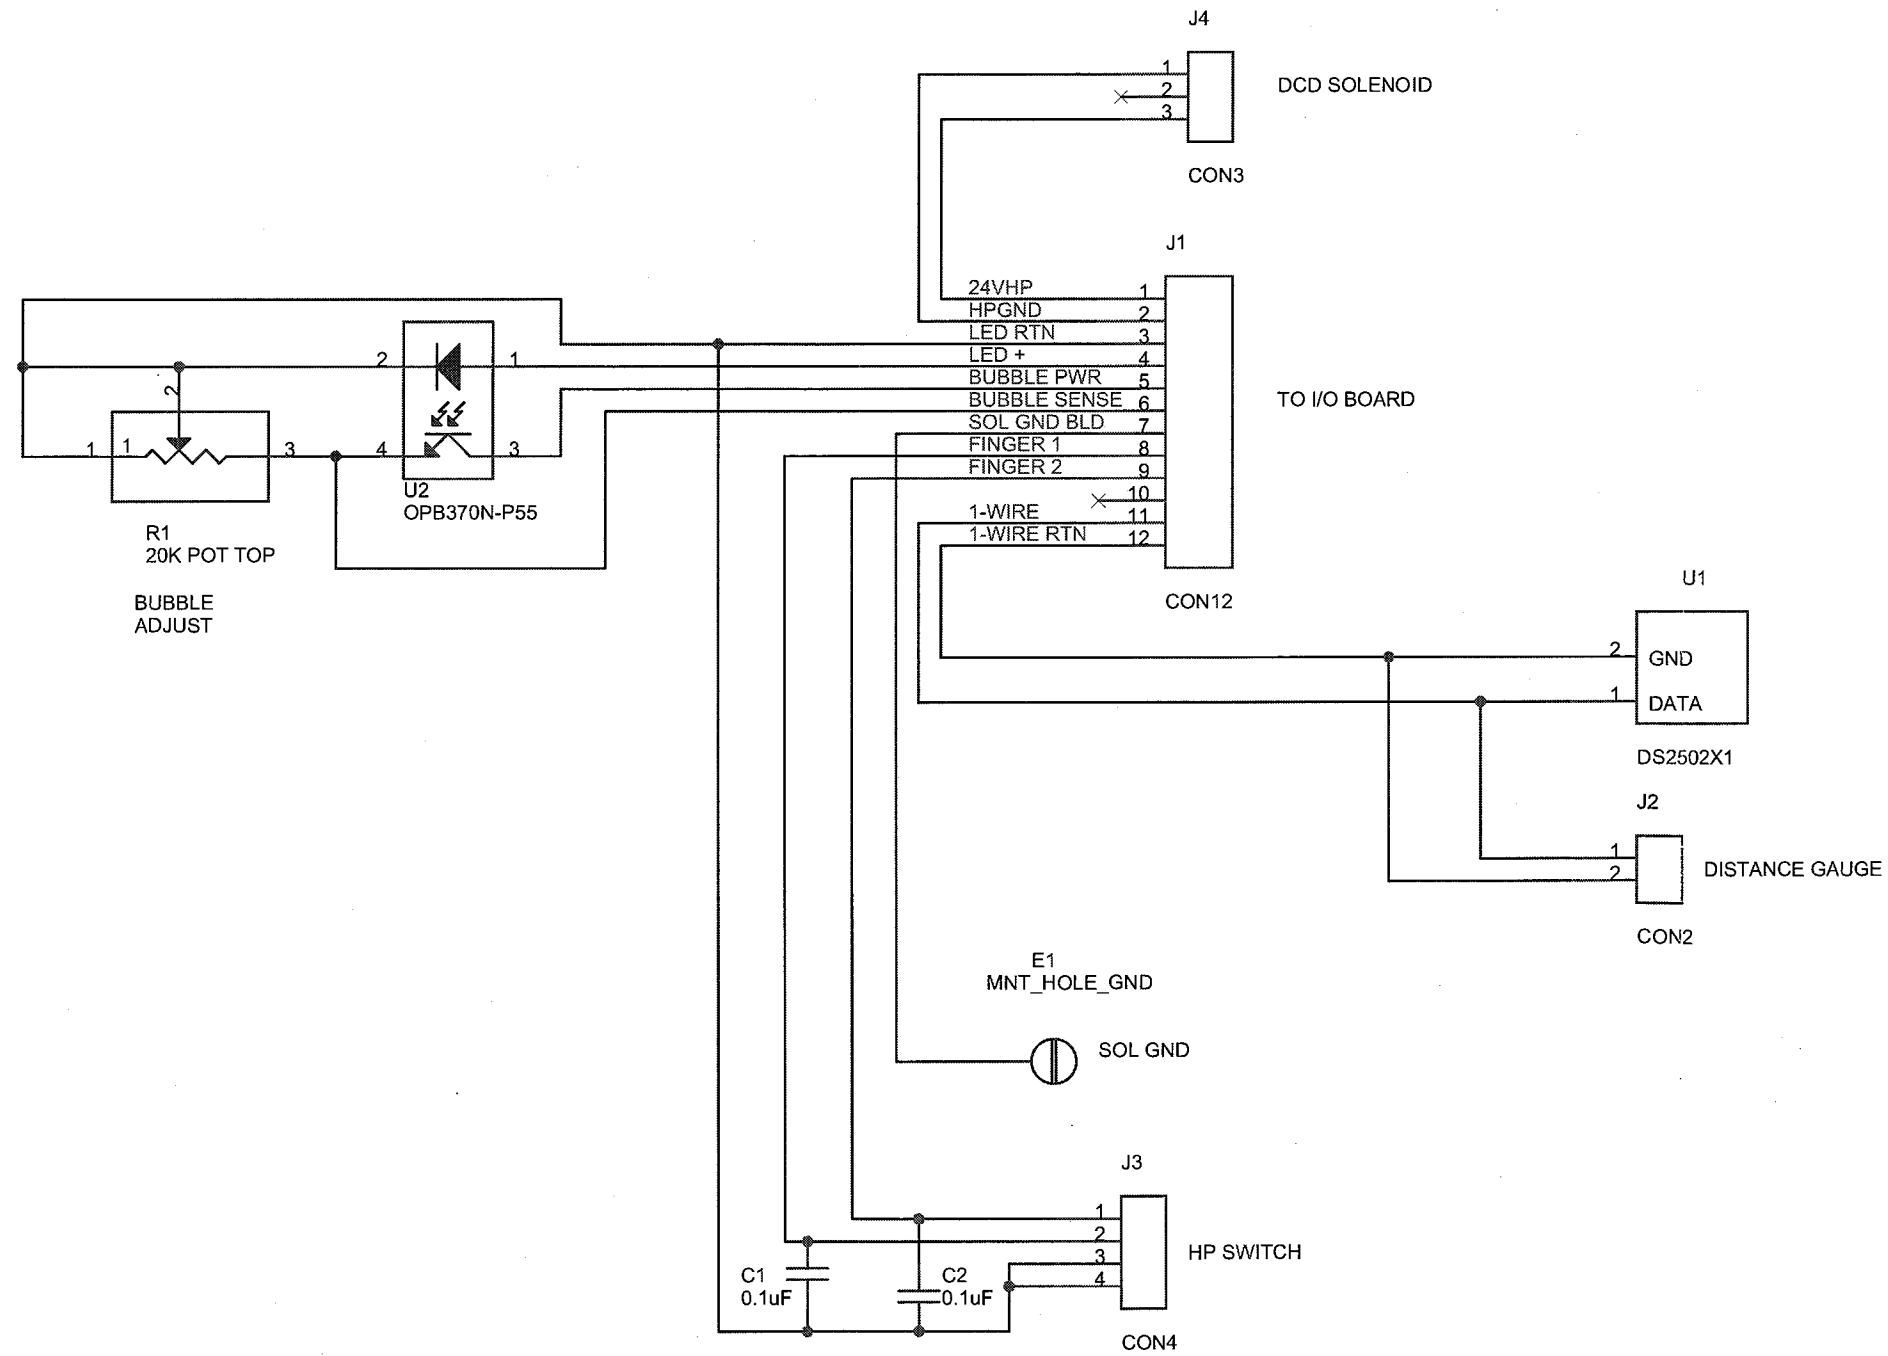 J4
1
2
3
DCD SOLENOID
CON3
J1
24VHP 1
HPGND 2
LED RTN 3
LED + 4
BUBBLE PWR 5
BUBBLE SENSE 6
SOL GND BLD 7
FINGER 1 8
FINGER 2 9
10
1-WIRE 11
1-WIRE RTN 12
TO I/O BOARD
CON12
2 1
2
1 1 3 4 3
U2
OPB370N-P55
R1
20K POT TOP
BUBBLE
ADJUST
U1
2 GND
1 DATA
DS2502X1
J2
1
2
DISTANCE GAUGE
CON2
E1
MNT_HOLE_GND
SOL GND
J3
1
2
3
4
HP SWITCH
C1
0.1uF
C2
0.1uF
CON4